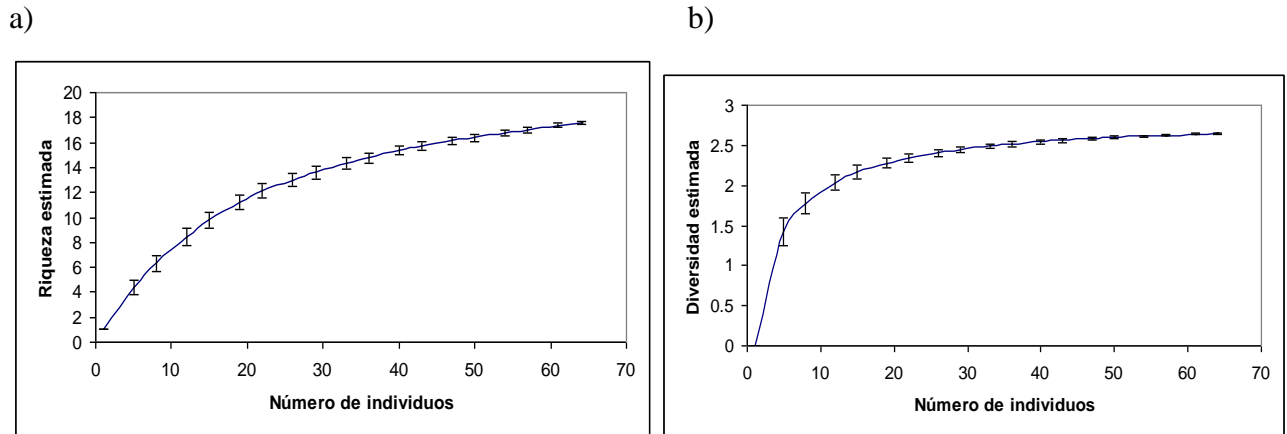 a)
b)
20
18
16
14
12
10
8
6
4
2
0
Riqueza estimada
0 10 20 30 40 50 60 70
Número de individuos
3
2.5
2
1.5
1
0.5
0
Diversidad estimada
0 10 20 30 40 50 60 70
Número de individuos